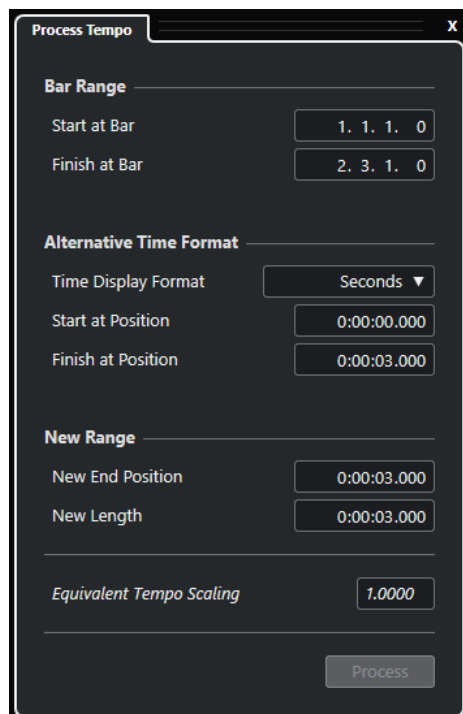 Process Tempo X
Bar Range
Start at Bar 1. 1. 1. 0
Finish at Bar 2. 3. 1. 0
Alternative Time Format
Time Display Format Seconds ▼
Start at Position 0:00:00.000
Finish at Position 0:00:03.000
New Range
New End Position 0:00:03.000
New Length 0:00:03.000
Equivalent Tempo Scaling 1.0000
Process